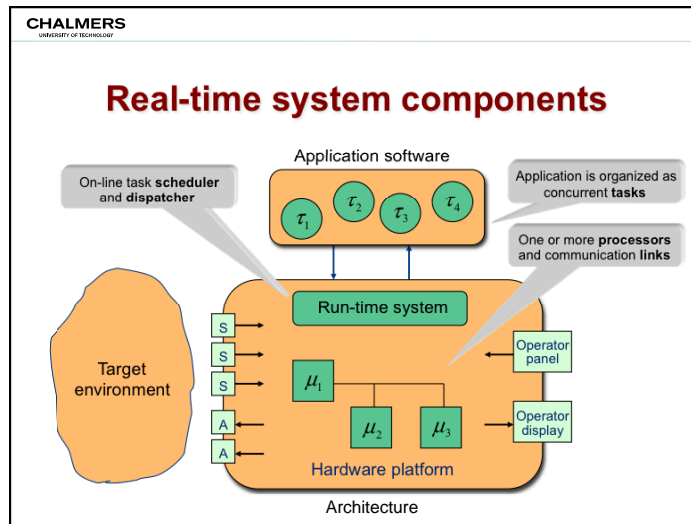 CHALMERS
UNIVERSITY OF TECHNOLOGY
Real-time system components
Application software
On-line task scheduler
and dispatcher
τ1
τ2
τ3
τ4
Application is organized as
concurrent tasks
One or more processors
and communication links
Run-time system
Target
environment
S
S
S
A
A
μ1
μ2
μ3
Operator
panel
Operator
display
Hardware platform
Architecture